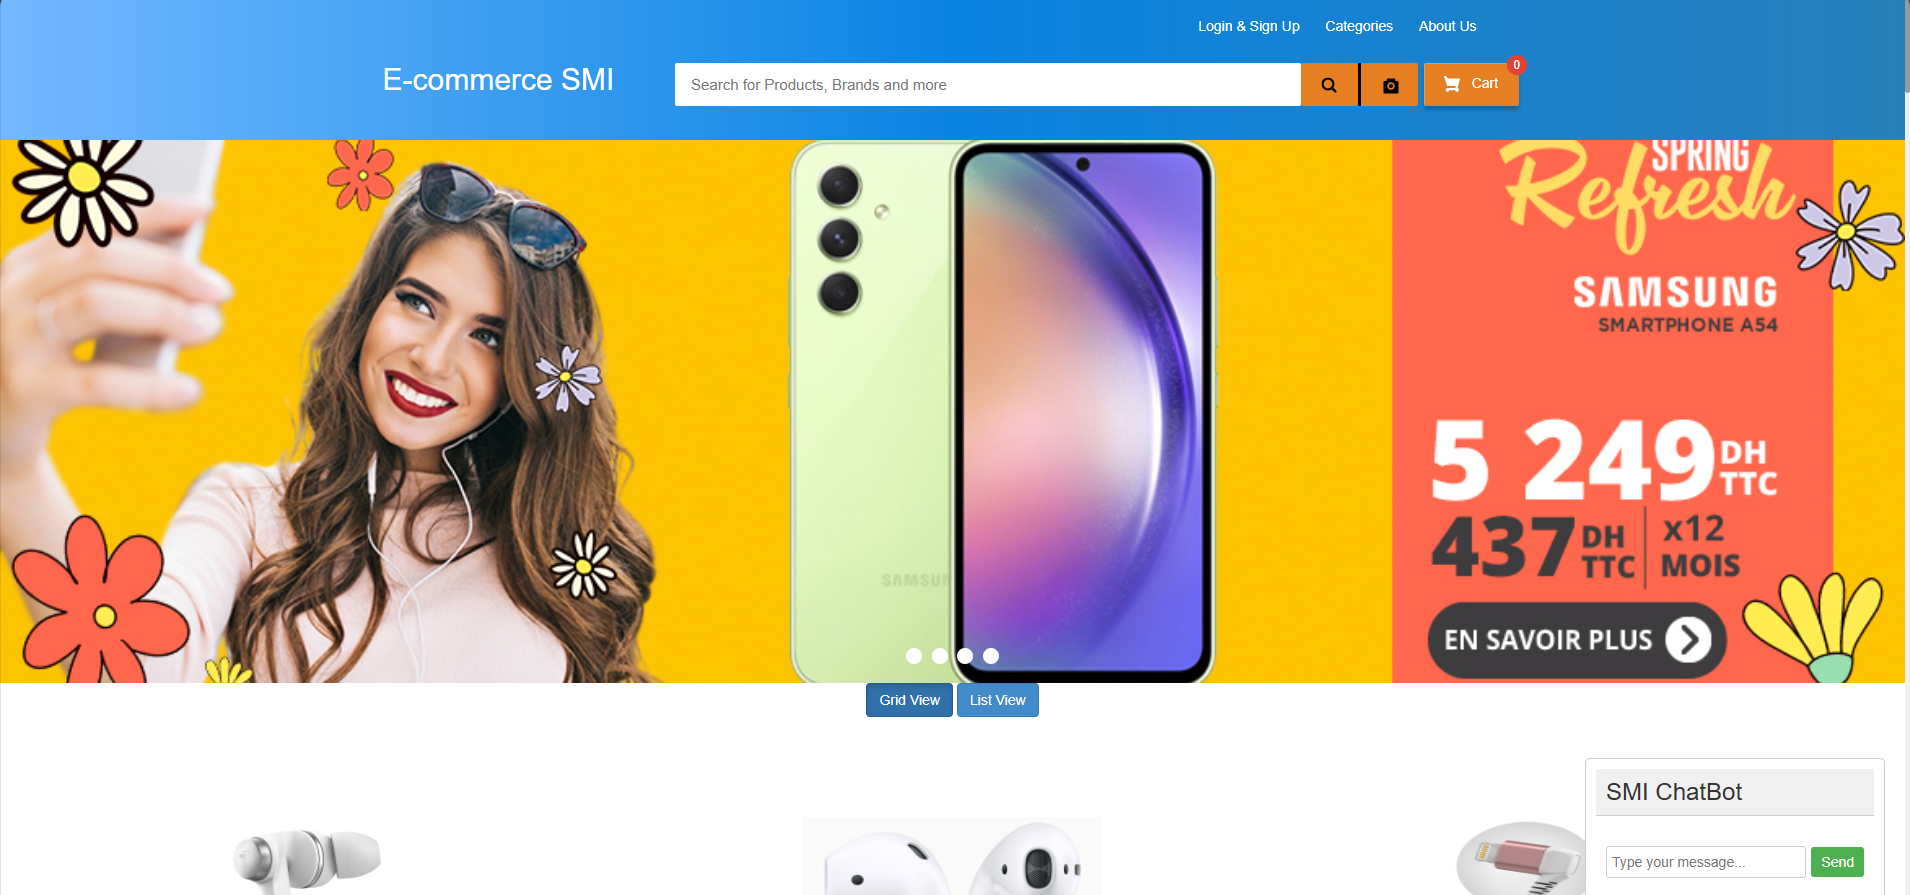 Login & Sign Up Categories About Us
E-commerce SMI
Search for Products, Brands and more
Cart
0
SPRING
Refresh
SAMSUNG
SMARTPHONE A54
5 249 DH TTC
437 DH TTC x12 MOIS
EN SAVOIR PLUS
SAMSUN
Grid View List View
SMI ChatBot
Type your message...
Send